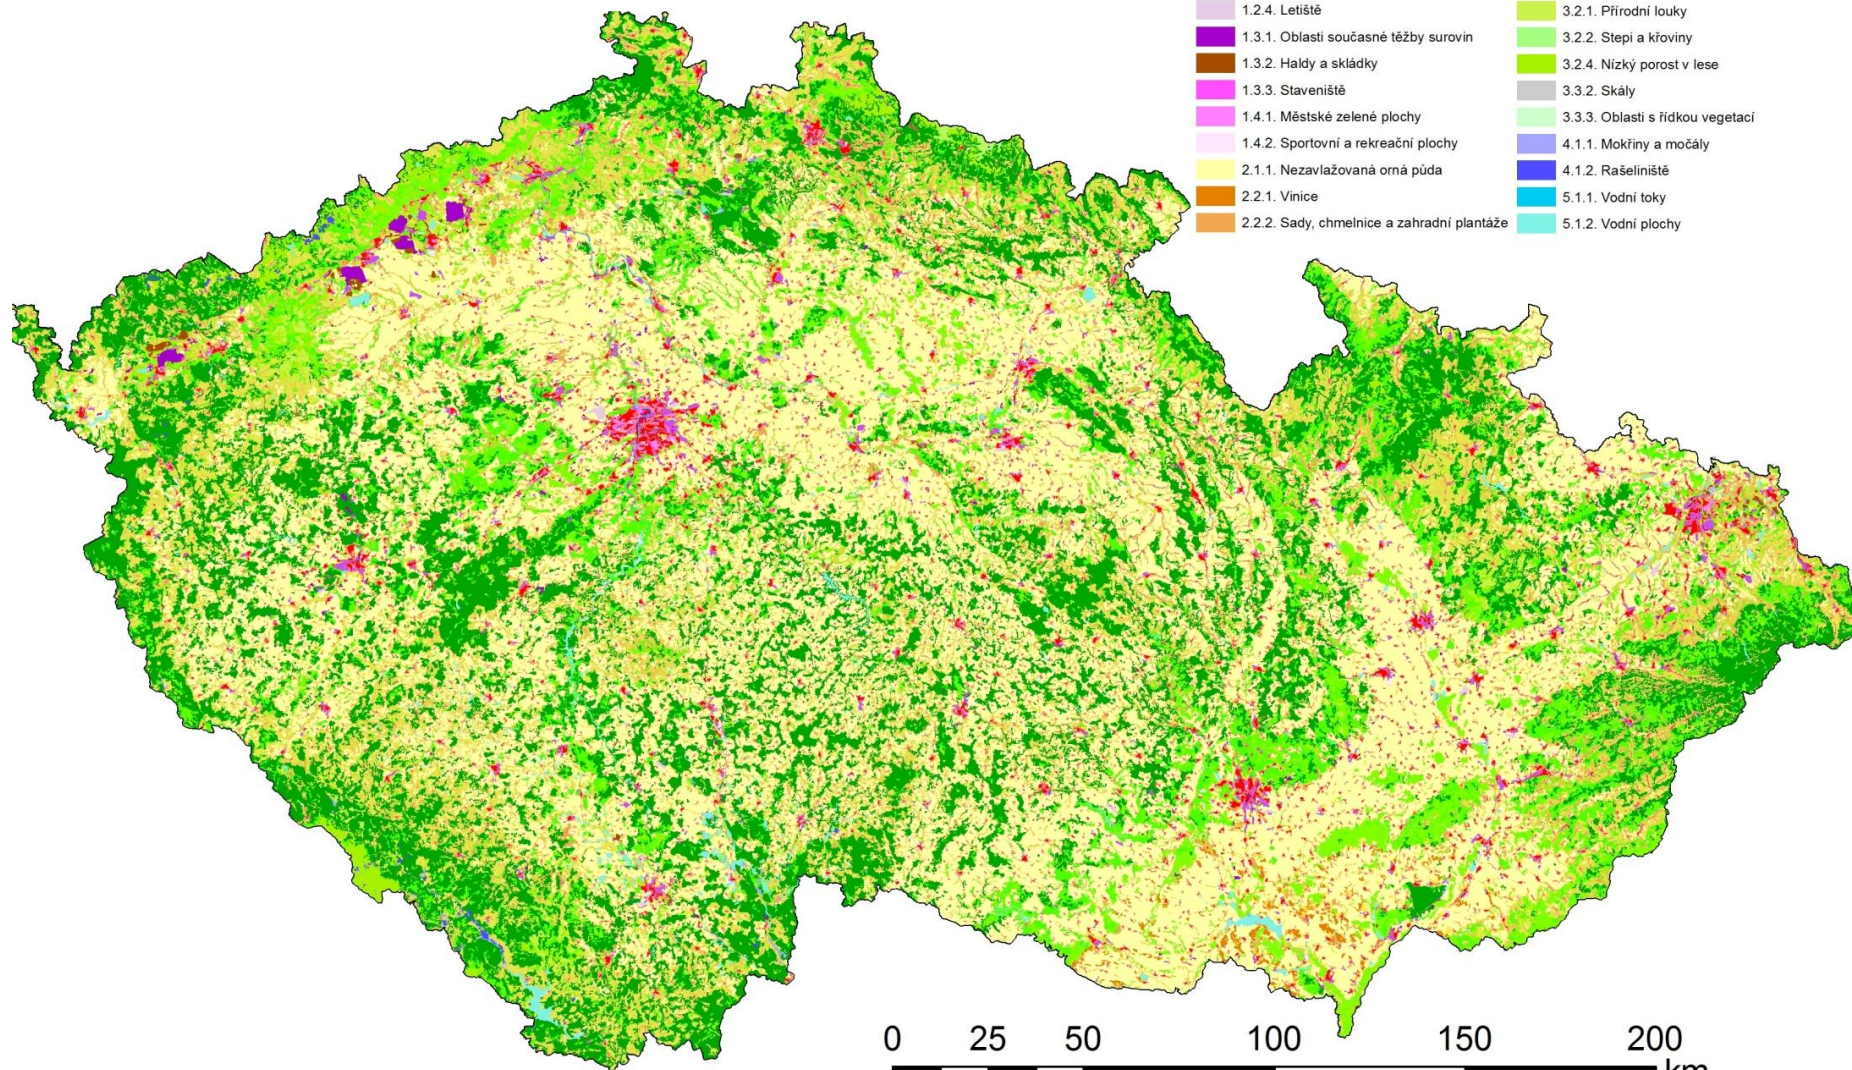 1.2.4. Letiště
1.3.1. Oblasti současné těžby surovin
1.3.2. Haldy a skládky
1.3.3. Staveniště
1.4.1. Městské zelené plochy
1.4.2. Sportovní a rekreační plochy
2.1.1. Nezavlažovaná orná půda
2.2.1. Vinice
2.2.2. Sady, chmelnice a zahradní plantáže
3.2.1. Přírodní louky
3.2.2. Stepi a křoviny
3.2.4. Nízký porost v lese
3.3.2. Skály
3.3.3. Oblasti s řídkou vegetací
4.1.1. Mokřiny a močály
4.1.2. Rašeliniště
5.1.1. Vodní toky
5.1.2. Vodní plochy
0 25 50 100 150 200
km